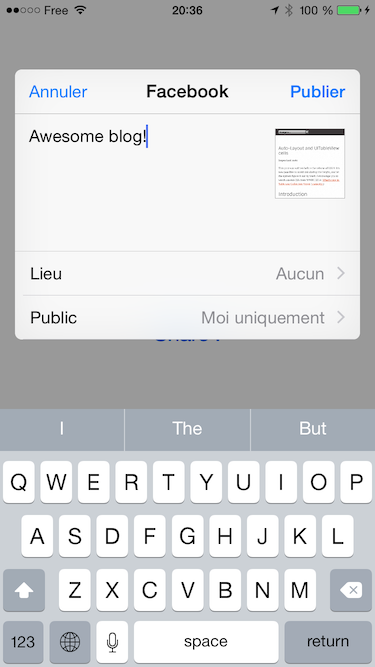 Free 20:36 100 %
Annuler Facebook Publier
Awesome blog!
Auto-Layout and UITableView
cells
Introduction
Lieu Aucun
Public Moi uniquement
I The But
Q W E R T Y U I O P
A S D F G H J K L
Z X C V B N M
123 space return